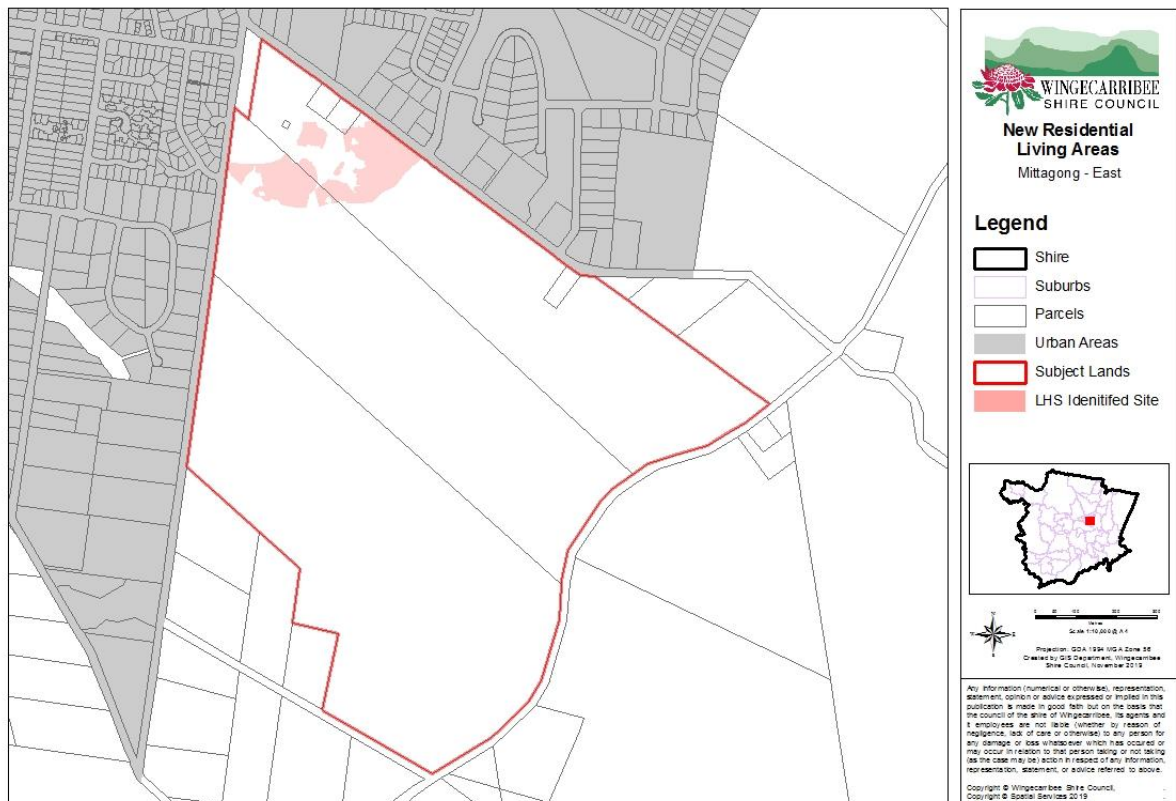 WINGECARRIBEE
SHIRE COUNCIL
New Residential
Living Areas
Mittagong - East
Legend
Shire
Suburbs
Parcels
Urban Areas
Subject Lands
LHS Idenitifed Site
N
W
E
S
Scale 1:10,000 @ A4
Projection: GDA 1994 MGA Zone 56
Created by GIS Department, Wingecarribee
Shire Council, November 2019
Any information (numerical or otherwise), representation,
statement, opinion or advice expressed or implied in this
publication is made in good faith but on the basis that
the council of the shire of Wingecarribee, its agents and
it employees are not liable (whether by reason of
negligence, lack of care or otherwise) to any person for
any damage or loss whatsoever which has occured or
may occur in relation to that person taking or not taking
(as the case may be) action in respect of any information,
representation, statement, or advice referred to above.
Copyright © Wingecarribee Shire Council,
Copyright © Spatial Services 2019